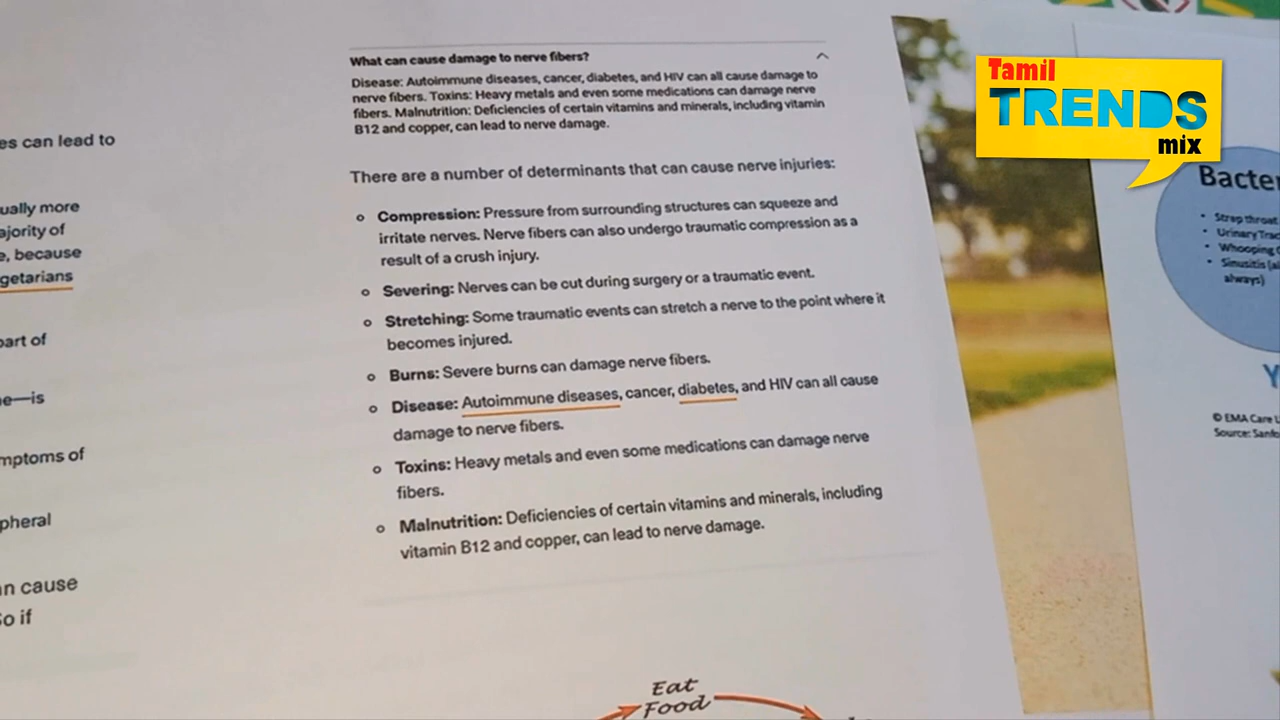 es can lead to
ually more
ajority of
e, because
getarians
part of
ne—is
mptoms of
pheral
an cause
So if
What can cause damage to nerve fibers?
Disease: Autoimmune diseases, cancer, diabetes, and HIV can all cause damage to
nerve fibers. Toxins: Heavy metals and even some medications can damage nerve
fibers. Malnutrition: Deficiencies of certain vitamins and minerals, including vitamin
B12 and copper, can lead to nerve damage.
There are a number of determinants that can cause nerve injuries:
Compression: Pressure from surrounding structures can squeeze and
irritate nerves. Nerve fibers can also undergo traumatic compression as a
result of a crush injury.
Severing: Nerves can be cut during surgery or a traumatic event.
Stretching: Some traumatic events can stretch a nerve to the point where it
becomes injured.
Burns: Severe burns can damage nerve fibers.
Disease: Autoimmune diseases, cancer, diabetes, and HIV can all cause
damage to nerve fibers.
Toxins: Heavy metals and even some medications can damage nerve
fibers.
Malnutrition: Deficiencies of certain vitamins and minerals, including
vitamin B12 and copper, can lead to nerve damage.
Eat
Food
Tamil
TRENDS
mix
Bacte
Strep throat
Urinary Trac
Whooping C
Sinusitis (al
always)
Y
© EMA Care L
Source: Sanfo